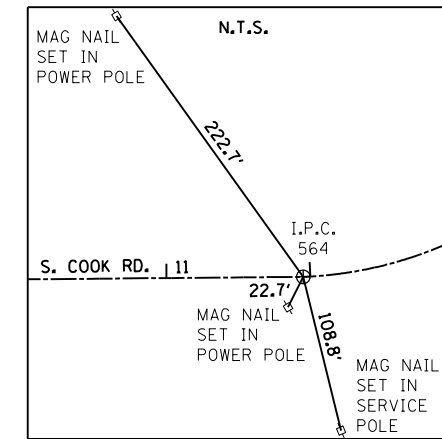 N.T.S.
MAG NAIL
SET IN
POWER POLE
222.7'
I.P.C.
564
S. COOK RD. 11
22.7'
MAG NAIL
SET IN
POWER POLE
108.8'
MAG NAIL
SET IN
SERVICE
POLE